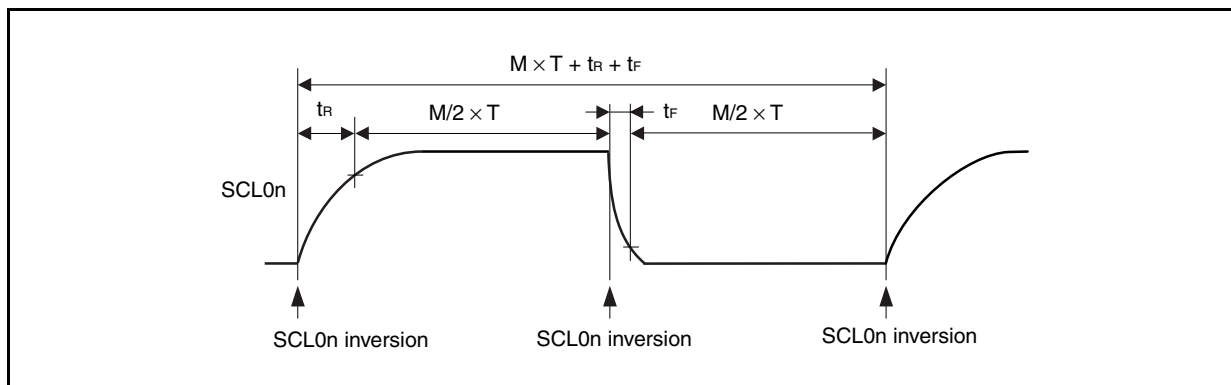 M × T + tR + tF
tR
M/2 × T
tF
M/2 × T
SCL0n
SCL0n inversion
SCL0n inversion
SCL0n inversion